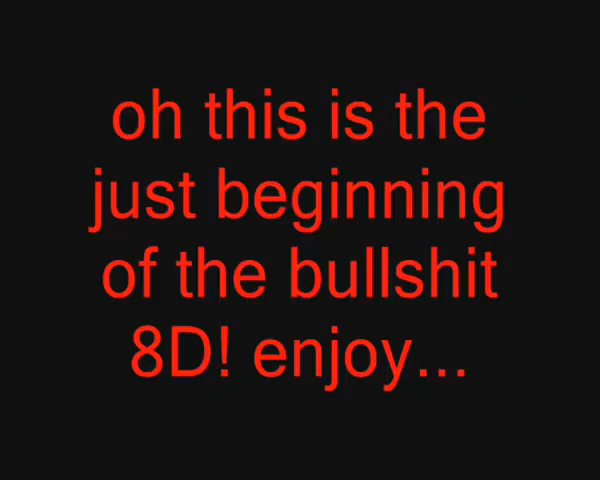 oh this is the
just beginning
of the bullshit
8D! enjoy...